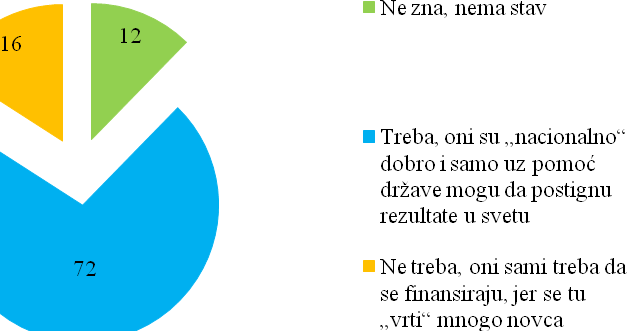 16
12
72
Ne zna, nema stav
Treba, oni su „nacionalno“
dobro i samo uz pomoć
države mogu da postignu
rezultate u svetu
Ne treba, oni sami treba da
se finansiraju, jer se tu
„vrti“ mnogo novca